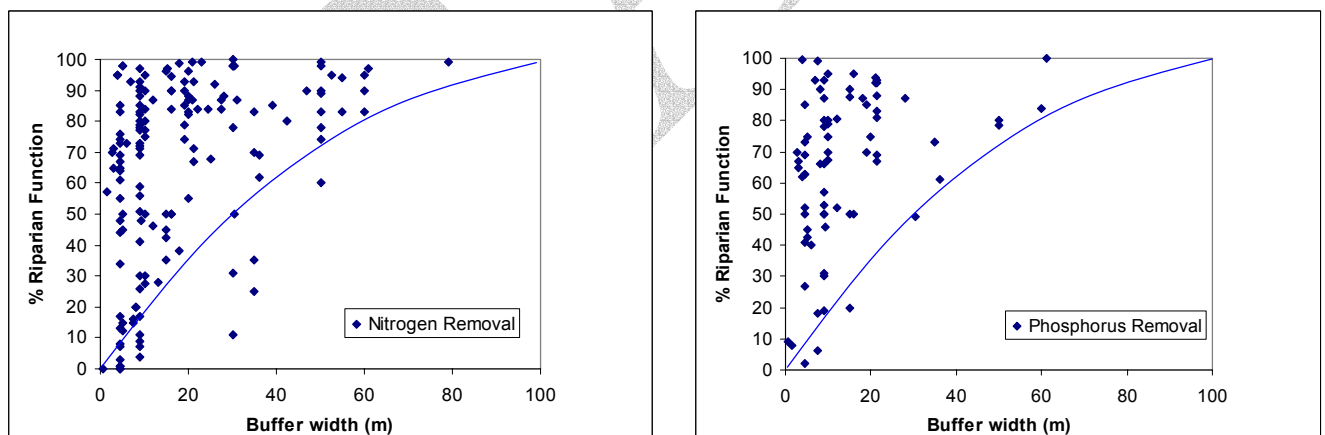 % Riparian Function
100
90
80
70
60
50
40
30
20
10
0
Nitrogen Removal
0 20 40 60 80 100
Buffer width (m)
% Riparian Function
100
90
80
70
60
50
40
30
20
10
0
Phosphorus Removal
0 20 40 60 80 100
Buffer width (m)